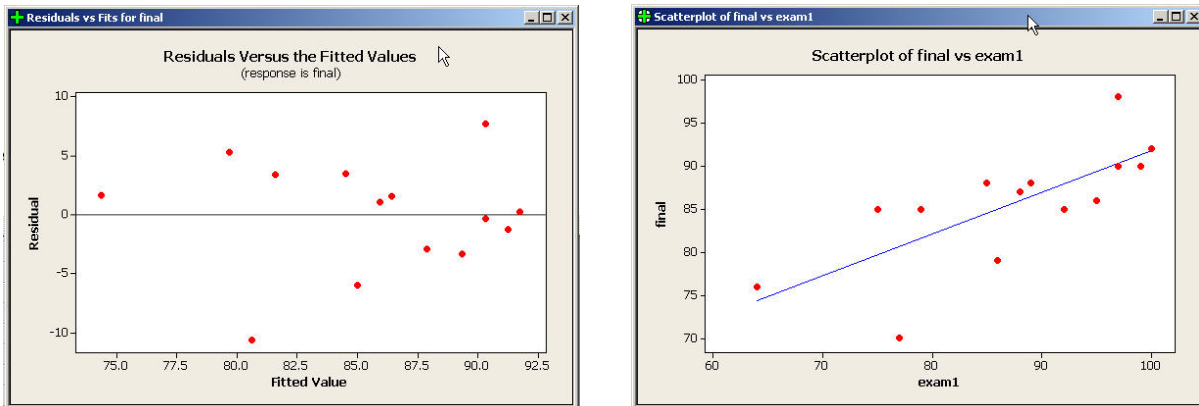 Residuals vs Fits for final
Residuals Versus the Fitted Values
(response is final)
10
5
0
-5
-10
Residual
75.0 77.5 80.0 82.5 85.0 87.5 90.0 92.5
Fitted Value
Scatterplot of final vs exam1
Scatterplot of final vs exam1
100
95
90
85
80
75
70
final
60 70 80 90 100
exam1